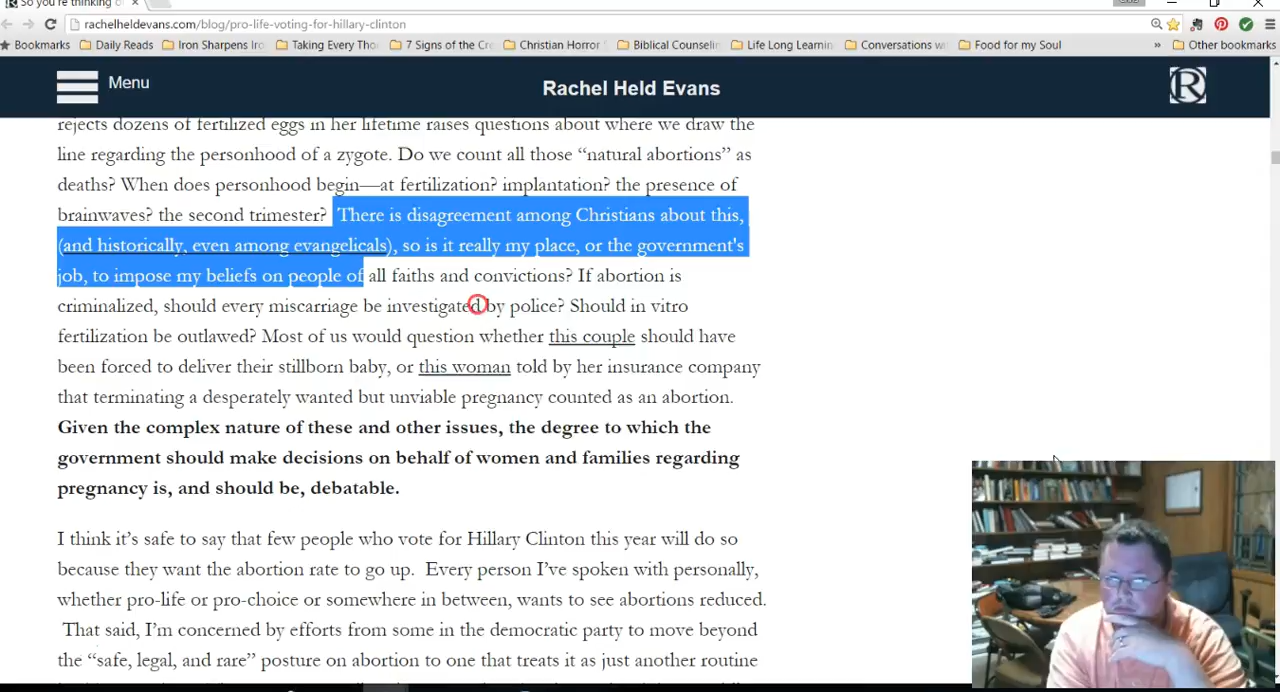 So you're thinking o
rachelheldevans.com/blog/pro-life-voting-for-hillary-clinton
Bookmarks Daily Reads Iron Sharpens Iro Taking Every Tho 7 Signs of the Cre Christian Horror Biblical Counselin Life Long Learnin Conversations wi Food for my Soul » Other bookmarks
Menu Rachel Held Evans R
rejects dozens of fertilized eggs in her lifetime raises questions about where we draw the
line regarding the personhood of a zygote. Do we count all those “natural abortions” as
deaths? When does personhood begin—at fertilization? implantation? the presence of
brainwaves? the second trimester? There is disagreement among Christians about this,
(and historically, even among evangelicals), so is it really my place, or the government's
job, to impose my beliefs on people of all faiths and convictions? If abortion is
criminalized, should every miscarriage be investigated by police? Should in vitro
fertilization be outlawed? Most of us would question whether this couple should have
been forced to deliver their stillborn baby, or this woman told by her insurance company
that terminating a desperately wanted but unviable pregnancy counted as an abortion.
Given the complex nature of these and other issues, the degree to which the
government should make decisions on behalf of women and families regarding
pregnancy is, and should be, debatable.
I think it’s safe to say that few people who vote for Hillary Clinton this year will do so
because they want the abortion rate to go up. Every person I’ve spoken with personally,
whether pro-life or pro-choice or somewhere in between, wants to see abortions reduced.
That said, I’m concerned by efforts from some in the democratic party to move beyond
the “safe, legal, and rare” posture on abortion to one that treats it as just another routine